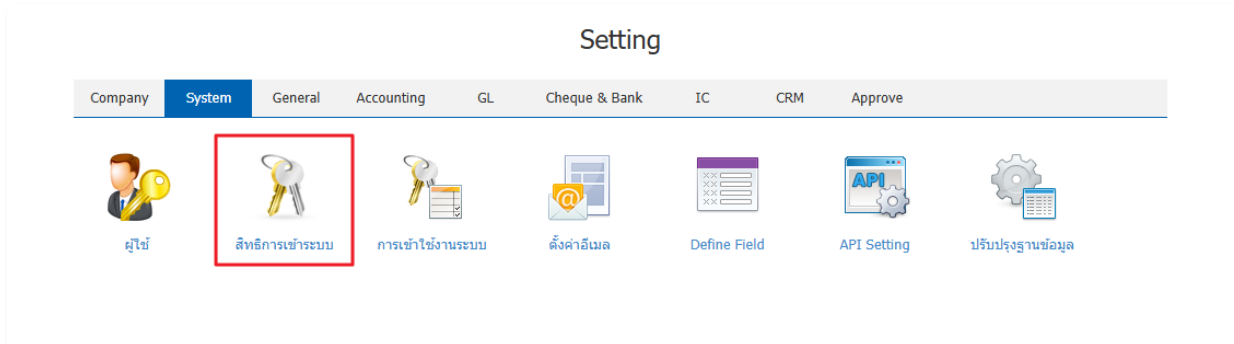 Setting
Company System General Accounting GL Cheque & Bank IC CRM Approve
API
ผู้ใช้ สิทธิการเข้าระบบ การเข้าใช้งานระบบ ตั้งค่าอีเมล Define Field API Setting ปรับปรุงฐานข้อมูล